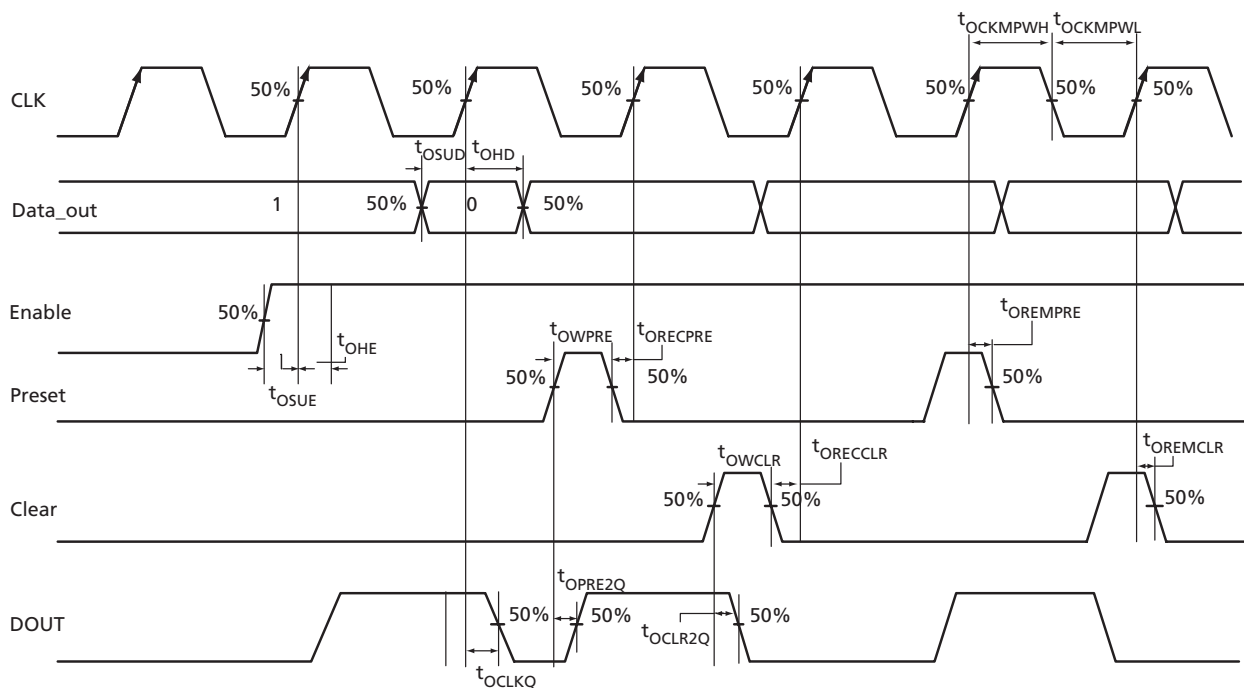 tOCKMPWH tOCKMPWL
CLK 50% 50% 50% 50% 50% 50% 50%
tOSUD tOHD
Data_out 1 50% 0 50%
Enable 50%
tOHE
tOSUE
tOWPRE tORECPRE tOREMPRE
Preset 50% 50% 50%
tOWCLR tORECCLR tOREMCLR
Clear 50% 50% 50%
tOPRE2Q
DOUT 50% 50% 50%
tOCLR2Q
tOCLKQ